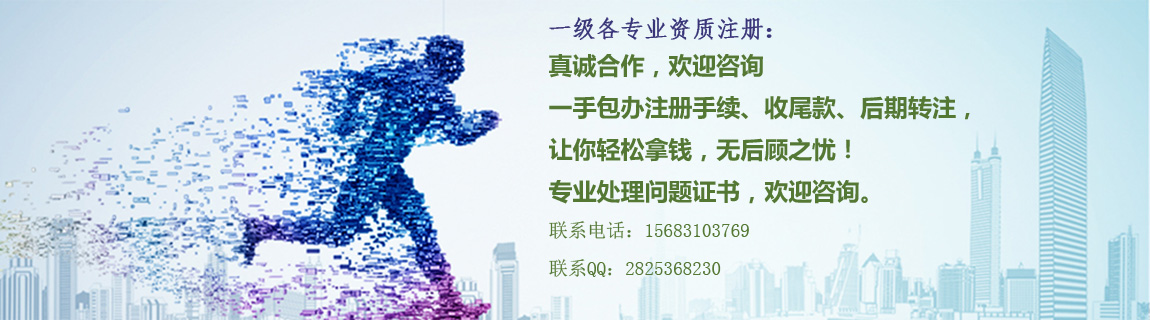 一级各专业资质注册：
真诚合作，欢迎咨询
一手包办注册手续、收尾款、后期转注，
让你轻松拿钱，无后顾之忧！
专业处理问题证书，欢迎咨询。
联系电话：15683103769
联系QQ：2825368230